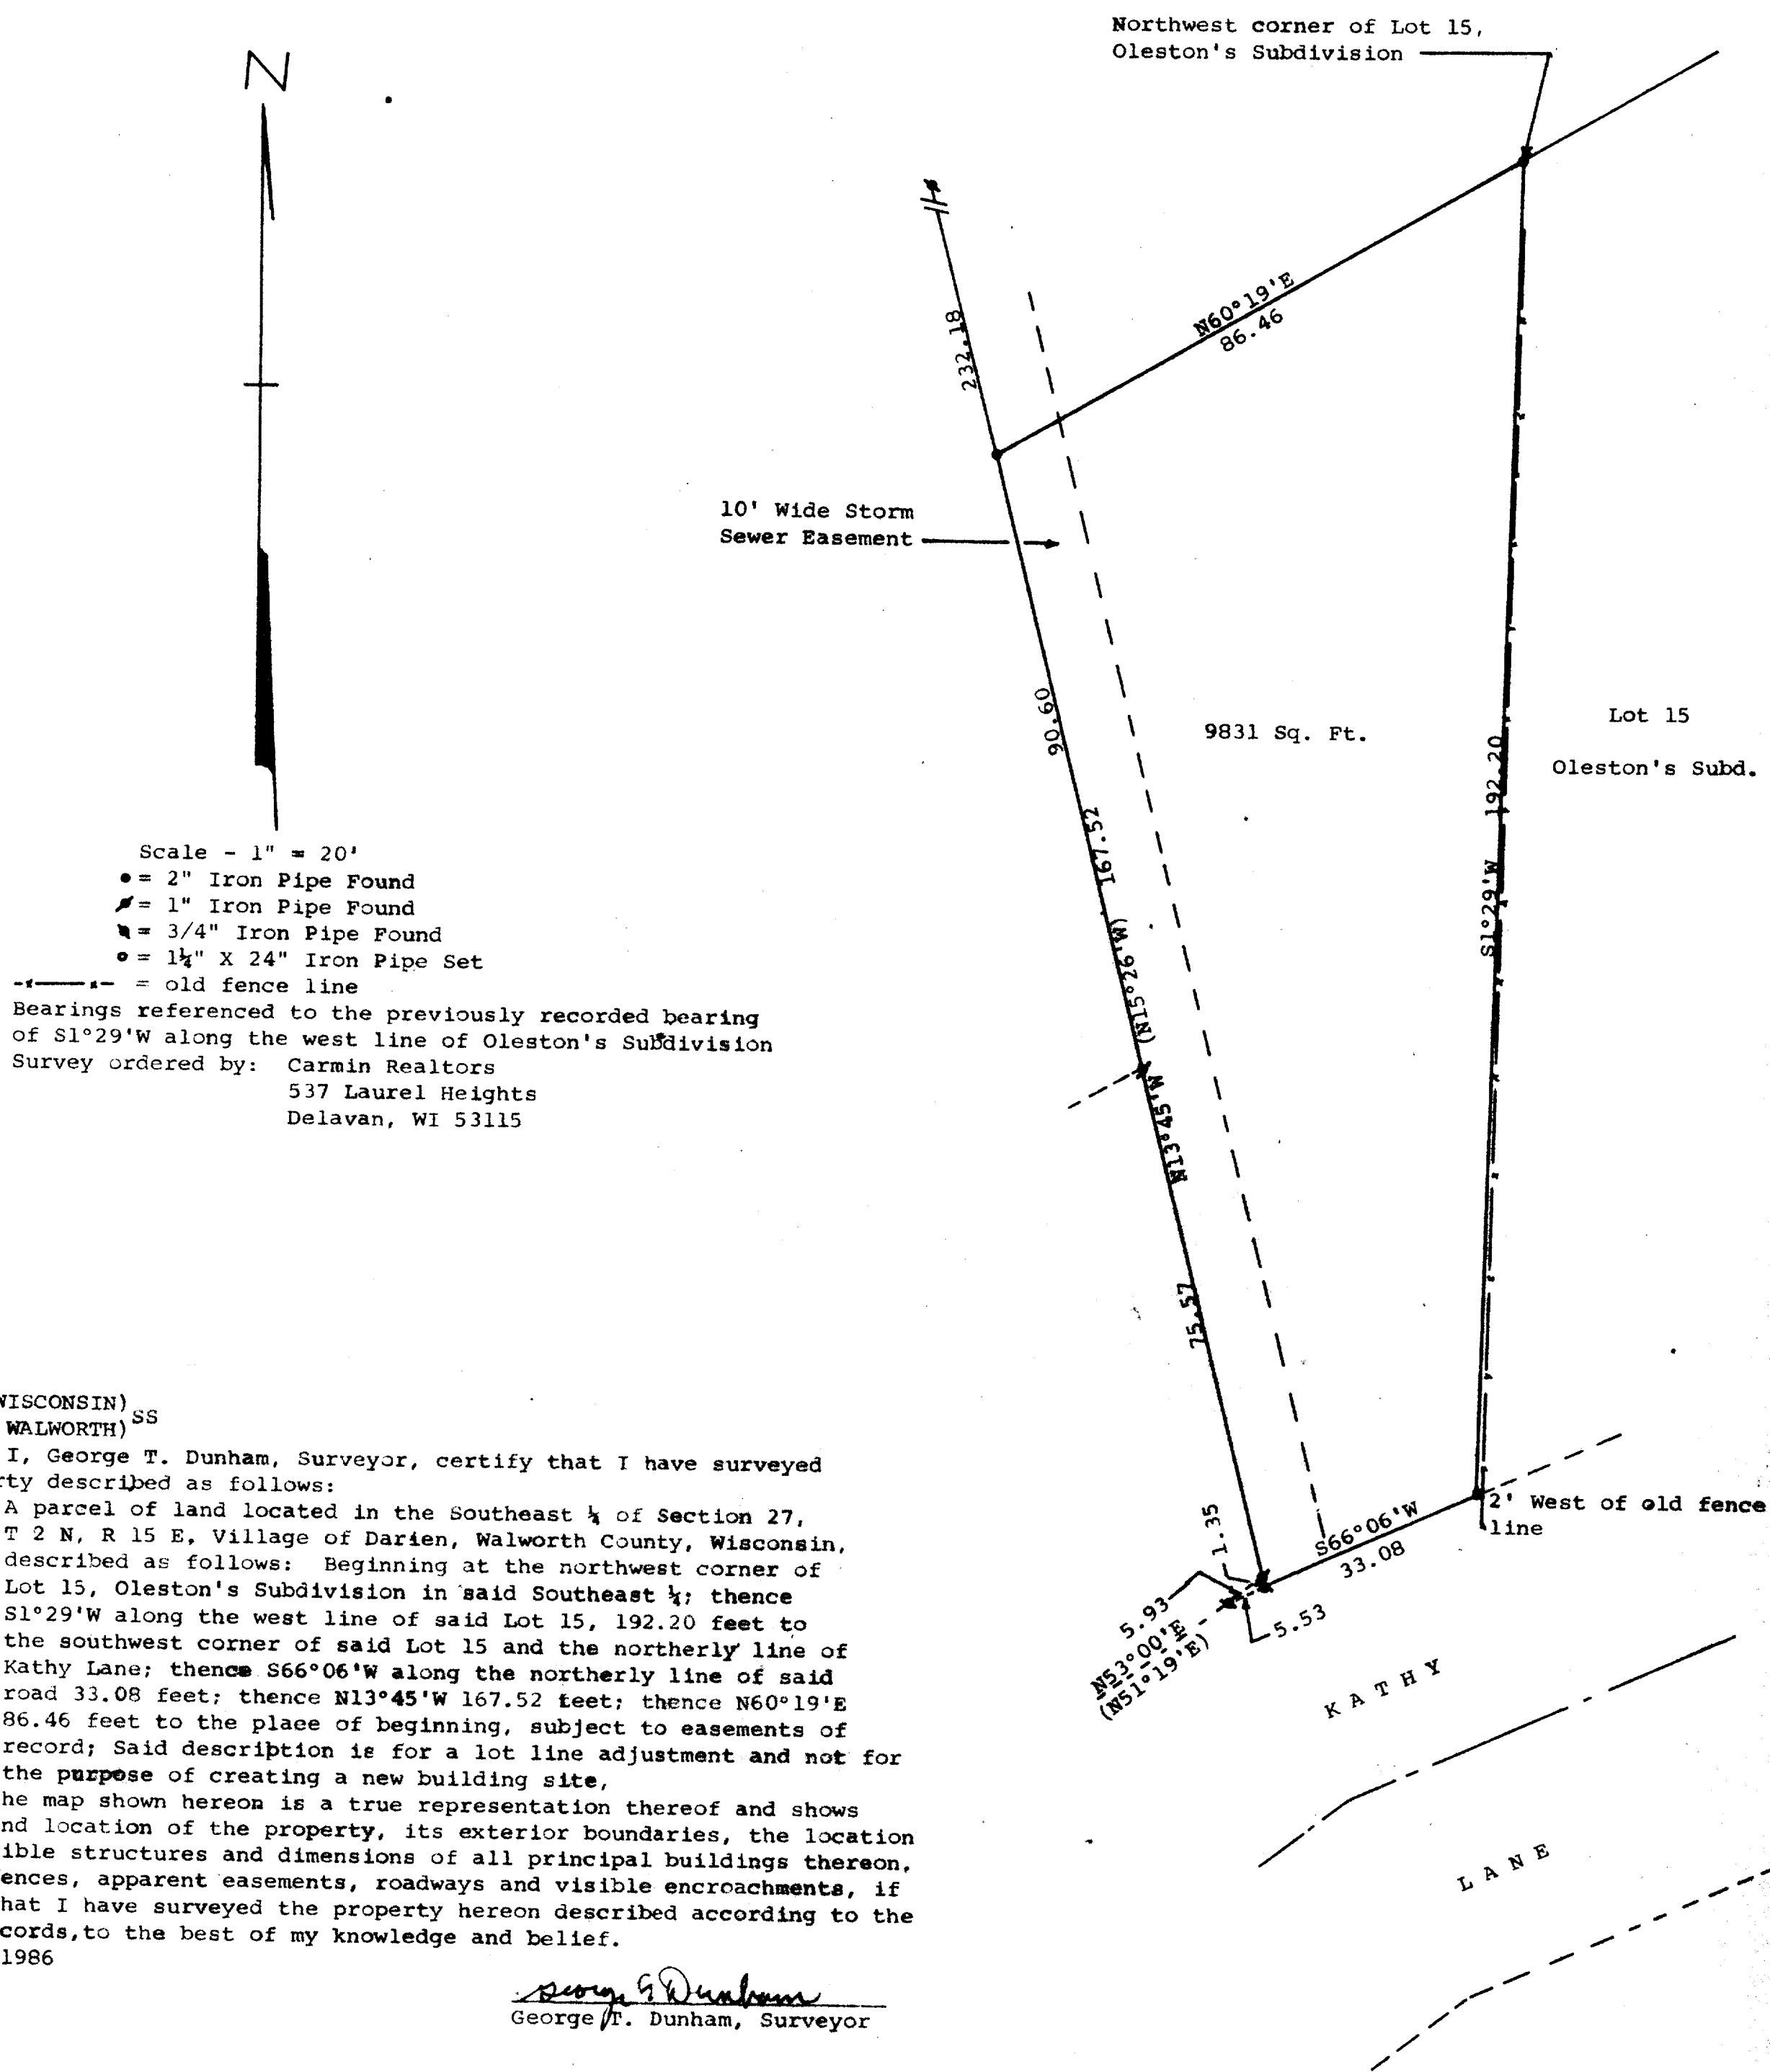 N
Northwest corner of Lot 15,
Oleston's Subdivision
N60°19'E
86.46
232.18
10' Wide Storm
Sewer Easement
90.60
9831 Sq. Ft.
Lot 15
Oleston's Subd.
S1°29'W 192.20
167.52
(N15°26'W)
N13°45'W
75.57
Scale - 1" = 20'
= 2" Iron Pipe Found
= 1" Iron Pipe Found
= 3/4" Iron Pipe Found
= 1¼" X 24" Iron Pipe Set
= old fence line
Bearings referenced to the previously recorded bearing
of S1°29'W along the west line of Oleston's Subdivision
Survey ordered by: Carmin Realtors
537 Laurel Heights
Delavan, WI 53115
2' West of old fence
line
S66°06'W
33.08
1.35
5.93
5.53
N53°00'E
(N51°19'E)
KATHY
LANE
WISCONSIN)
WALWORTH) SS
I, George T. Dunham, Surveyor, certify that I have surveyed
rty described as follows:
A parcel of land located in the Southeast ¼ of Section 27,
T 2 N, R 15 E, Village of Darien, Walworth County, Wisconsin,
described as follows: Beginning at the northwest corner of
Lot 15, Oleston's Subdivision in said Southeast ¼; thence
S1°29'W along the west line of said Lot 15, 192.20 feet to
the southwest corner of said Lot 15 and the northerly line of
Kathy Lane; thence S66°06'W along the northerly line of said
road 33.08 feet; thence N13°45'W 167.52 feet; thence N60°19'E
86.46 feet to the place of beginning, subject to easements of
record; Said description is for a lot line adjustment and not for
the purpose of creating a new building site,
he map shown hereon is a true representation thereof and shows
nd location of the property, its exterior boundaries, the location
ible structures and dimensions of all principal buildings thereon,
ences, apparent easements, roadways and visible encroachments, if
hat I have surveyed the property hereon described according to the
cords, to the best of my knowledge and belief.
1986
George T. Dunham
George T. Dunham, Surveyor